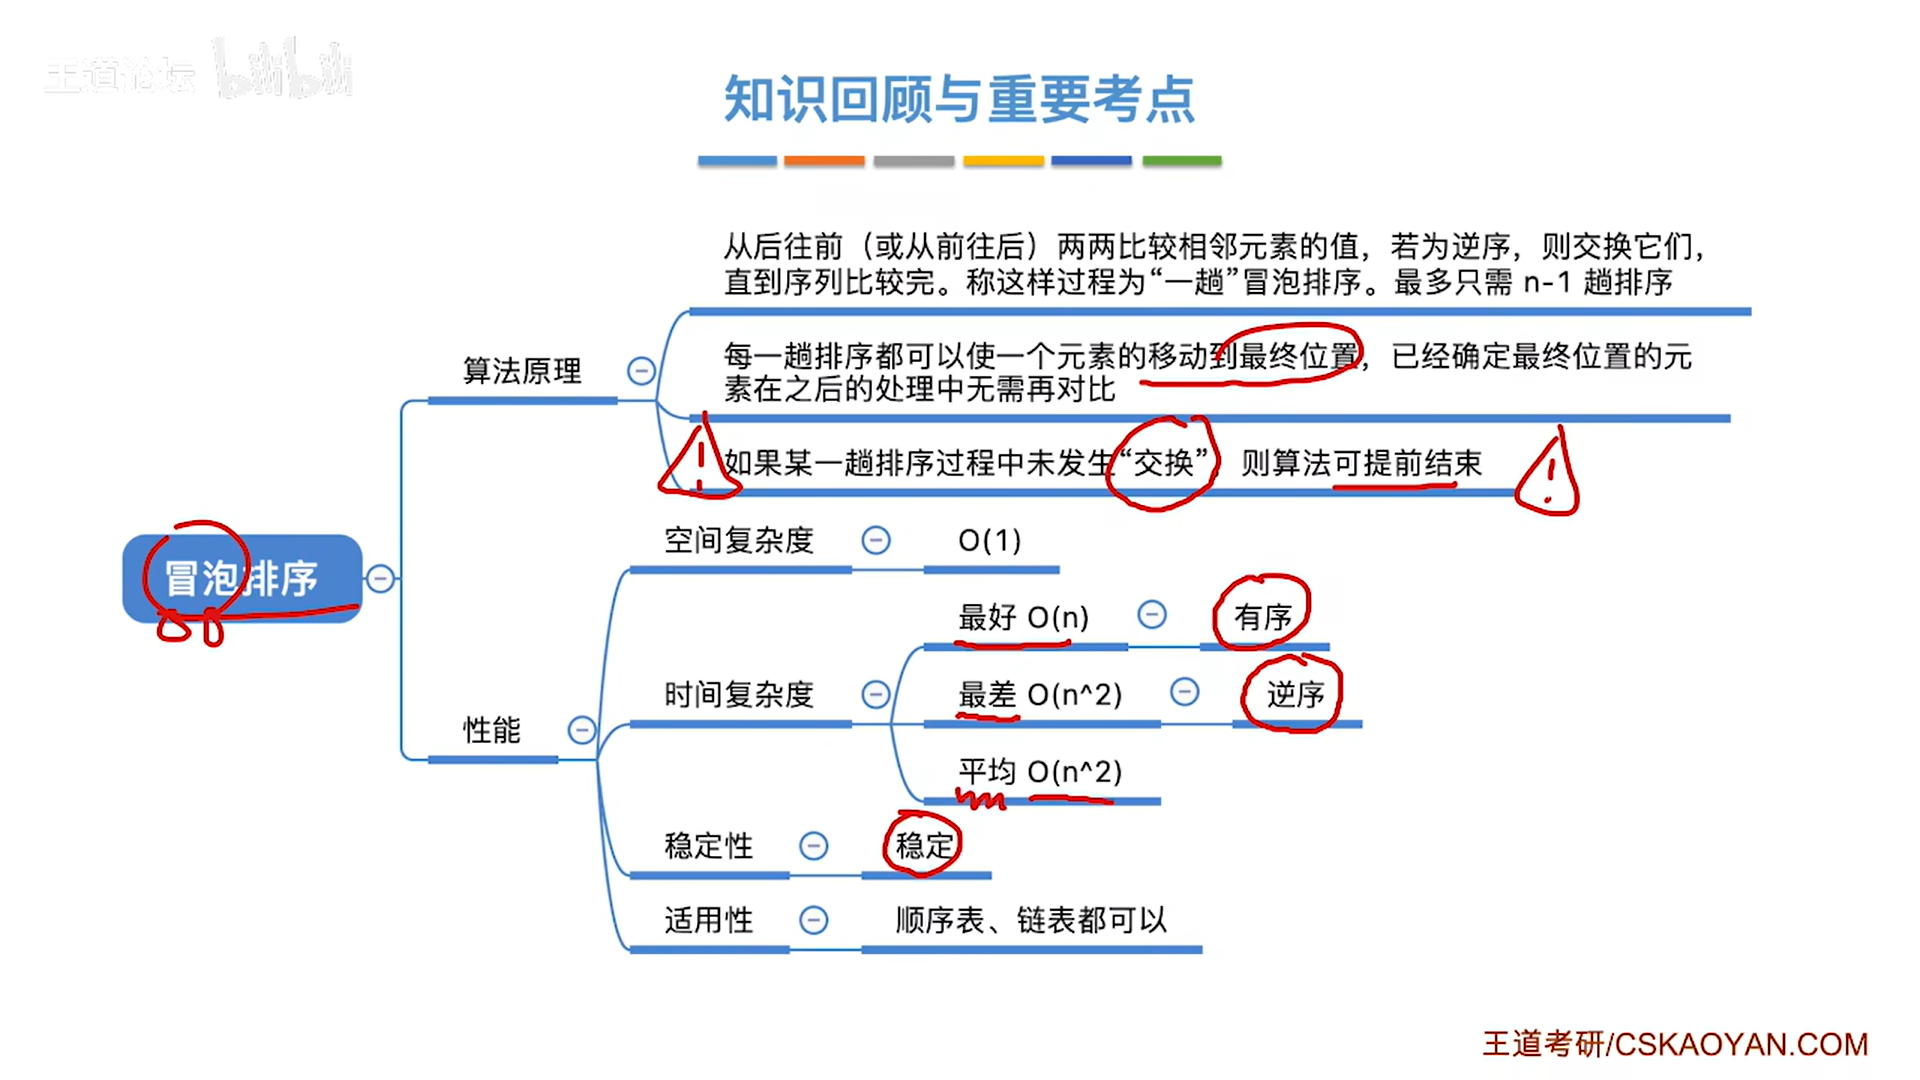 王道论坛 bilibili
知识回顾与重要考点
从后往前（或从前往后）两两比较相邻元素的值，若为逆序，则交换它们，
直到序列比较完。称这样过程为“一趟”冒泡排序。最多只需 n-1 趟排序
每一趟排序都可以使一个元素的移动到最终位置，已经确定最终位置的元
素在之后的处理中无需再对比
算法原理
如果某一趟排序过程中未发生“交换”，则算法可提前结束
冒泡排序
空间复杂度 O(1)
最好 O(n) 有序
时间复杂度 最差 O(n^2) 逆序
性能
平均 O(n^2)
稳定性 稳定
适用性 顺序表、链表都可以
王道考研/CSKAOYAN.COM